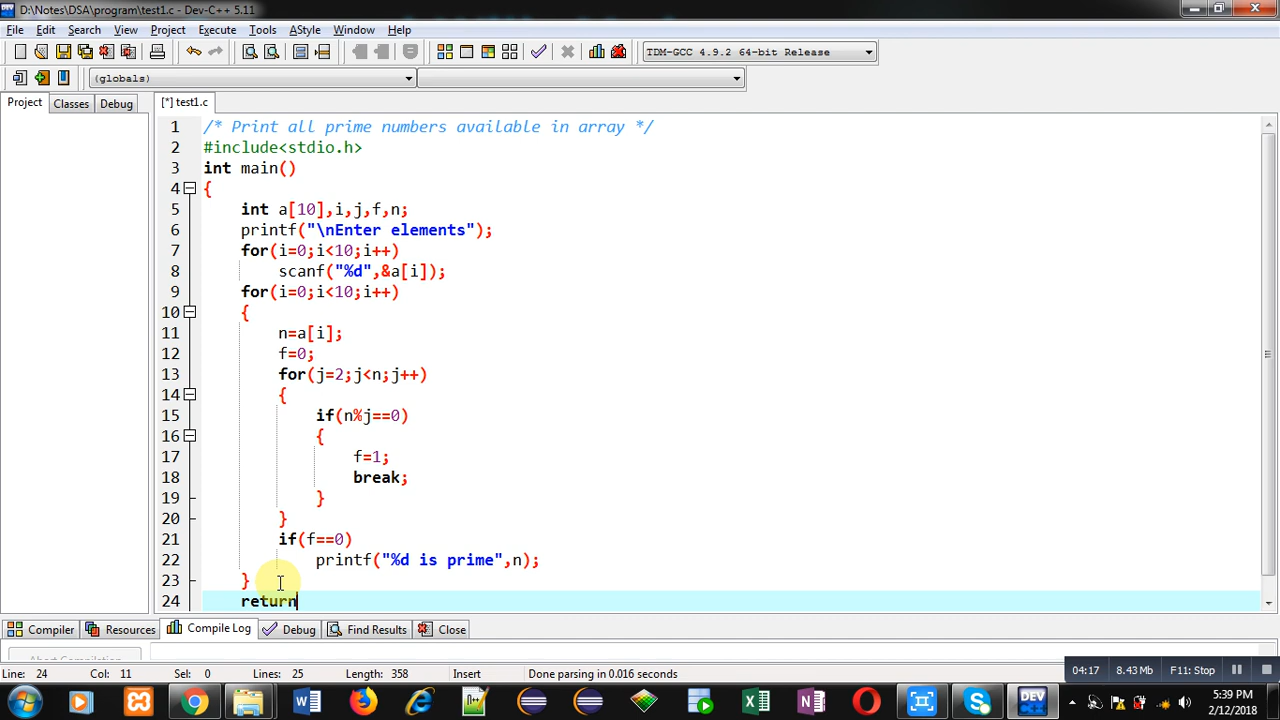 D:\Notes\DSA\program\test1.c - Dev-C++ 5.11
File Edit Search View Project Execute Tools AStyle Window Help
TDM-GCC 4.9.2 64-bit Release
(globals)
Project Classes Debug [*] test1.c
1 /* Print all prime numbers available in array */
2 #include<stdio.h>
3 int main()
4 {
5 int a[10],i,j,f,n;
6 printf("\nEnter elements");
7 for(i=0;i<10;i++)
8 scanf("%d",&a[i]);
9 for(i=0;i<10;i++)
10 {
11 n=a[i];
12 f=0;
13 for(j=2;j<n;j++)
14 {
15 if(n%j==0)
16 {
17 f=1;
18 break;
19 }
20 }
21 if(f==0)
22 printf("%d is prime",n);
23 }
24 return
Compiler Resources Compile Log Debug Find Results Close
Abort Compilation
Line: 24 Col: 11 Sel: 0 Lines: 25 Length: 358 Insert Done parsing in 0.016 seconds
04:17 8.43 Mb F11: Stop
5:39 PM
2/12/2018